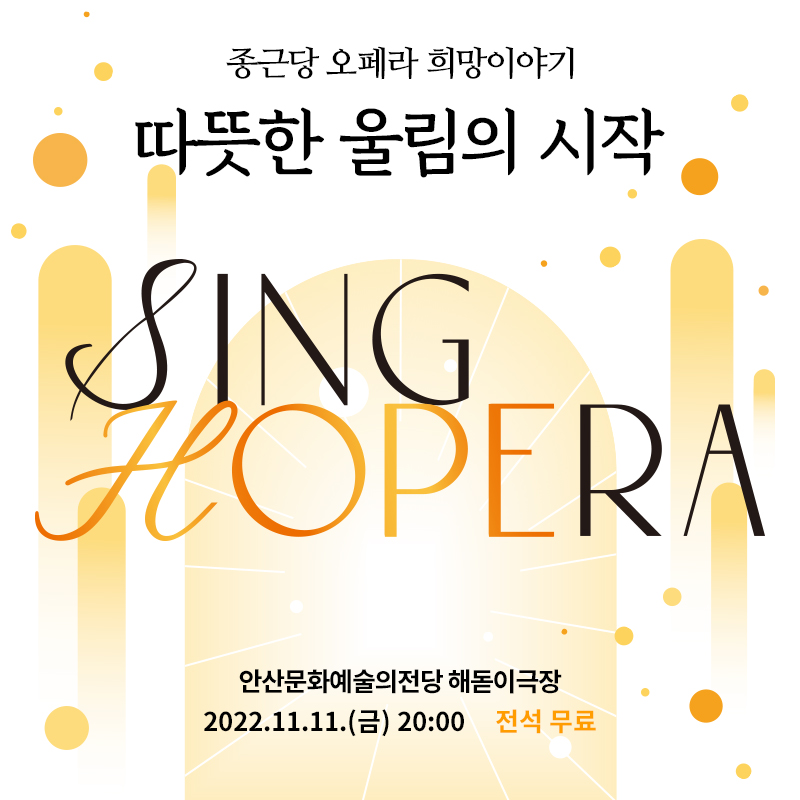 종근당 오페라 희망이야기
따뜻한 울림의 시작
SING
HOPERA
안산문화예술의전당 해돋이극장
2022.11.11.(금) 20:00 전석 무료